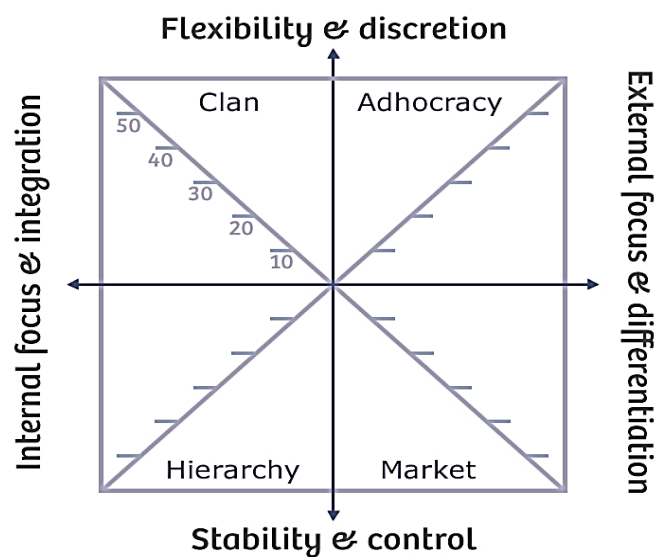 Flexibility & discretion
Clan
Adhocracy
50
40
30
20
10
Internal focus & integration
External focus & differentiation
Hierarchy
Market
Stability & control